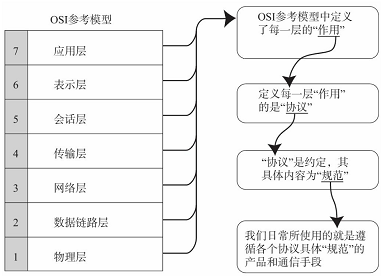 OSI参考模型
7 应用层
6 表示层
5 会话层
4 传输层
3 网络层
2 数据链路层
1 物理层
OSI参考模型中定义
了每一层的“作用”
定义每一层“作用”
的是“协议”
“协议”是约定，其
具体内容为“规范”
我们日常所使用的就是遵
循各个协议具体“规范”的
产品和通信手段